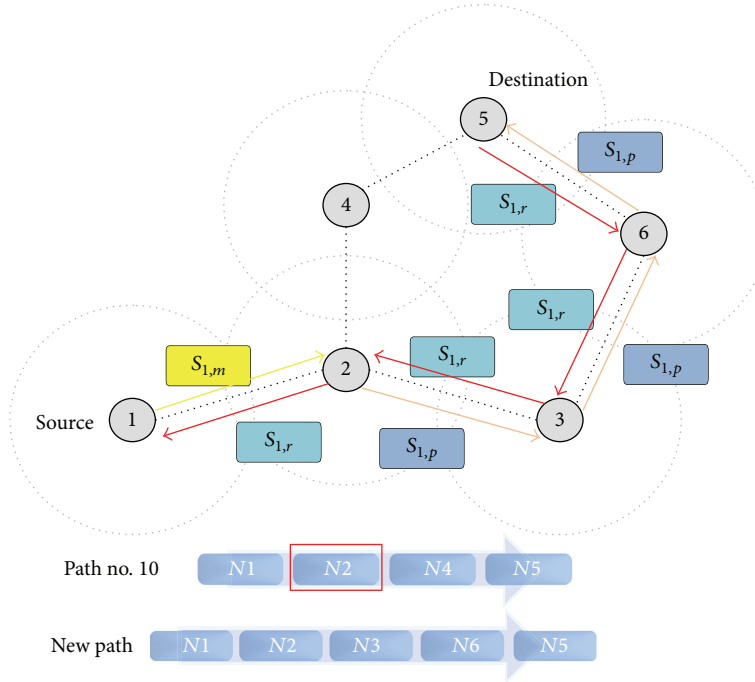 Destination
5
S1,p
S1,r
4
6
S1,r
S1,m
S1,r
2
S1,p
Source
1
3
S1,r
S1,p
Path no. 10 N1 N2 N4 N5
New path N1 N2 N3 N6 N5